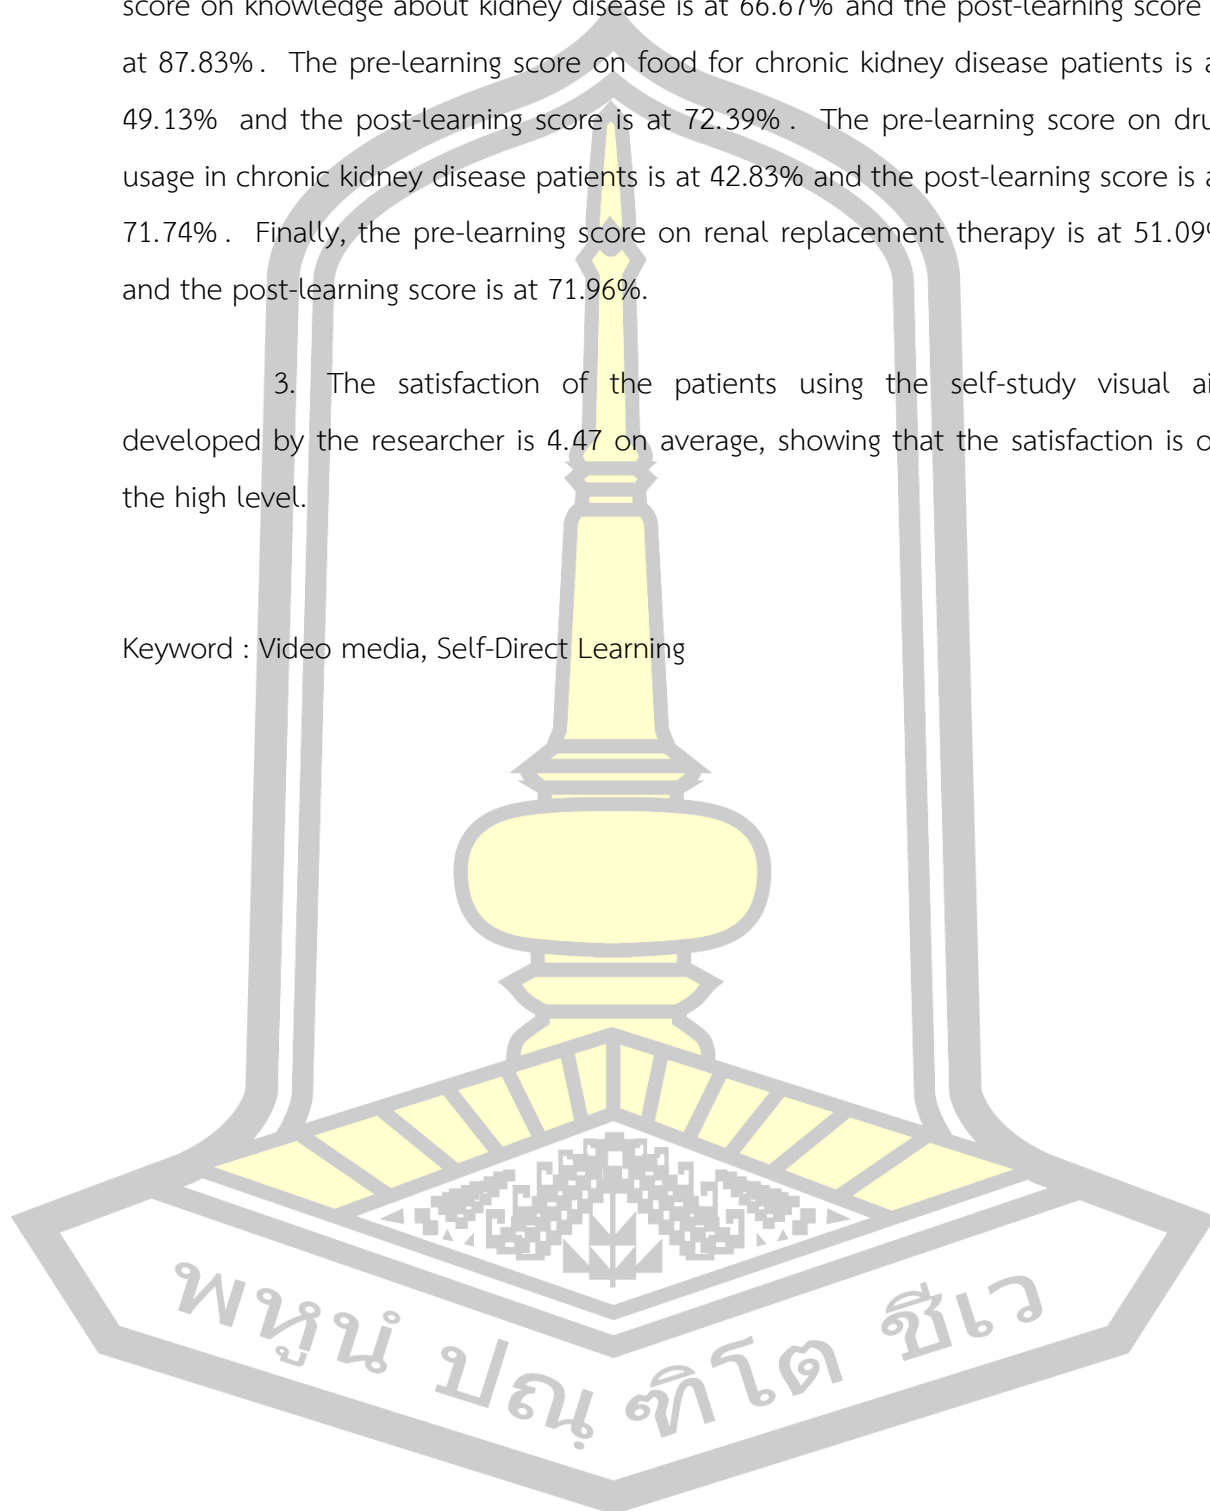 score on knowledge about kidney disease is at 66.67% and the post-learning score
at 87.83%. The pre-learning score on food for chronic kidney disease patients is
49.13% and the post-learning score is at 72.39%. The pre-learning score on
usage in chronic kidney disease patients is at 42.83% and the post-learning score is
71.74%. Finally, the pre-learning score on renal replacement therapy is at 51.09%
and the post-learning score is at 71.96%.
3. The satisfaction of the patients using the self-study visual
developed by the researcher is 4.47 on average, showing that the satisfaction is
the high level.
Keyword : Video media, Self-Direct Learning
พหูนํ ปณฺฑิโต ชีเว